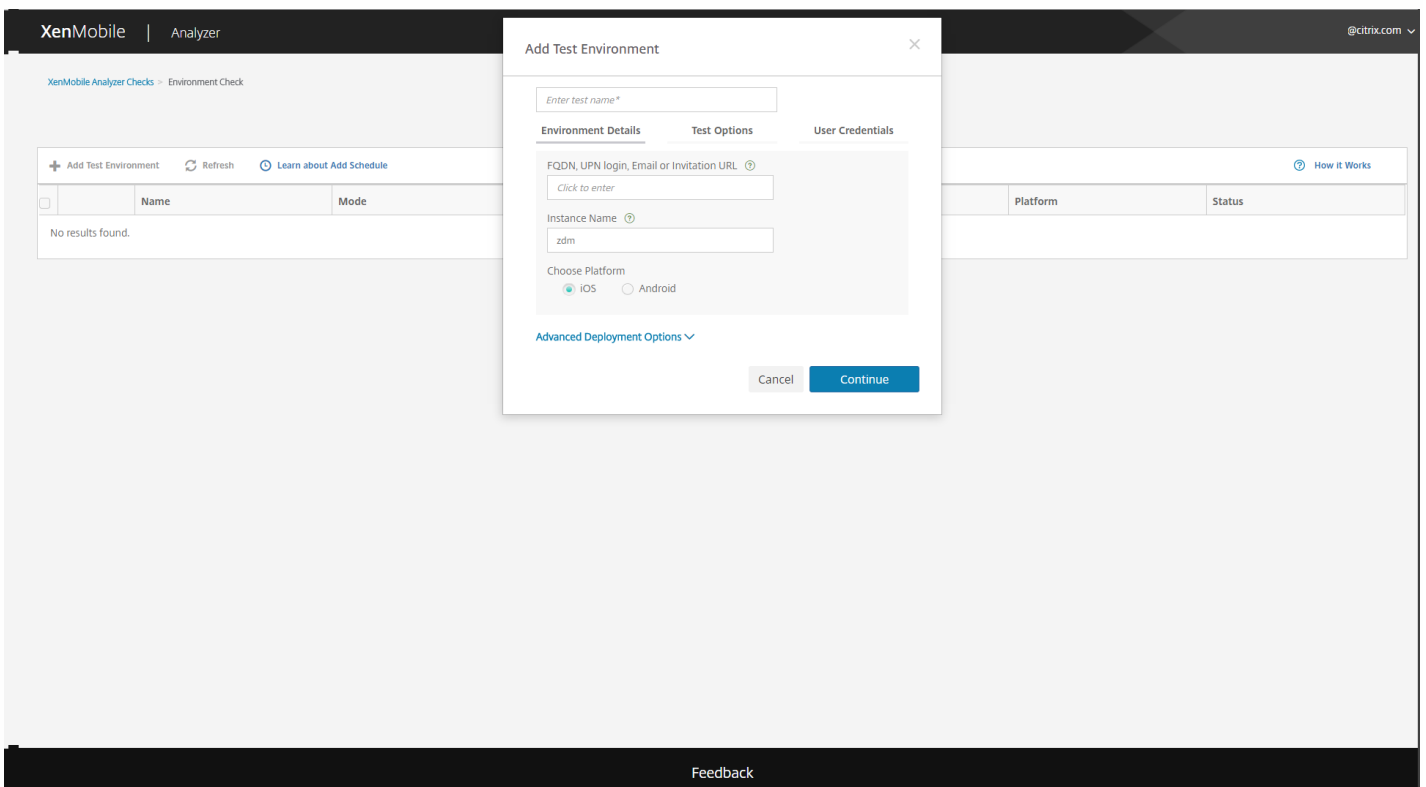 XenMobile | Analyzer
@citrix.com
Add Test Environment
XenMobile Analyzer Checks > Environment Check
Enter test name*
Environment Details Test Options User Credentials
Add Test Environment Refresh Learn about Add Schedule
How it Works
FQDN, UPN login, Email or Invitation URL
Click to enter
Name Mode Platform Status
Instance Name
No results found.
zdm
Choose Platform
iOS Android
Advanced Deployment Options
Cancel Continue
Feedback